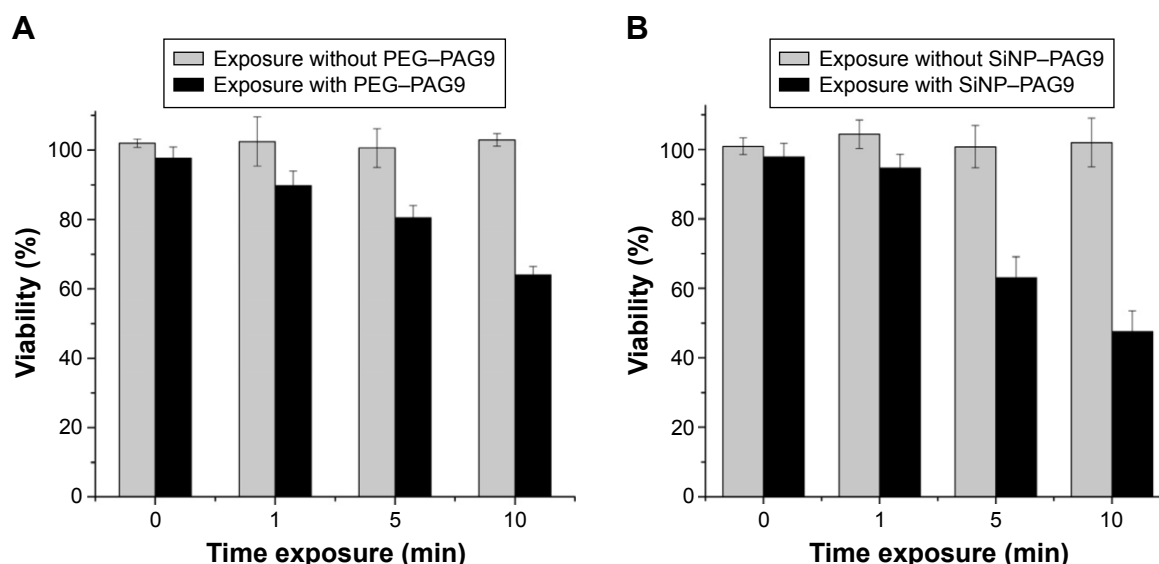 A
Exposure without PEG–PAG9
Exposure with PEG–PAG9
100
80
60
40
20
0
Viability (%)
0 1 5 10
Time exposure (min)
B
Exposure without SiNP–PAG9
Exposure with SiNP–PAG9
100
80
60
40
20
0
Viability (%)
0 1 5 10
Time exposure (min)